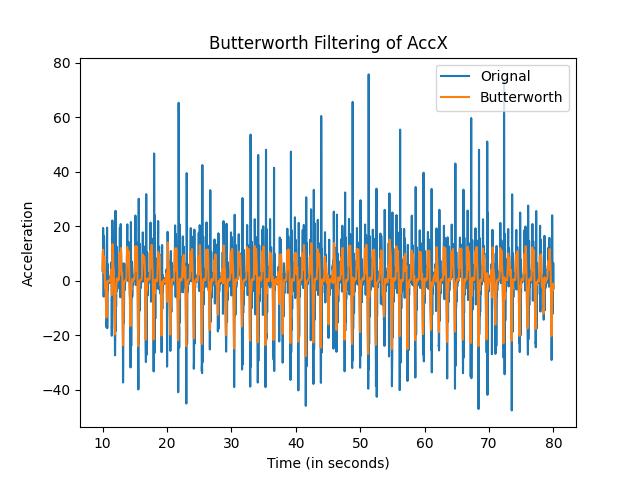 Butterworth Filtering of AccX
Orignal
Butterworth
80
60
40
20
0
−20
−40
Acceleration
10 20 30 40 50 60 70 80
Time (in seconds)